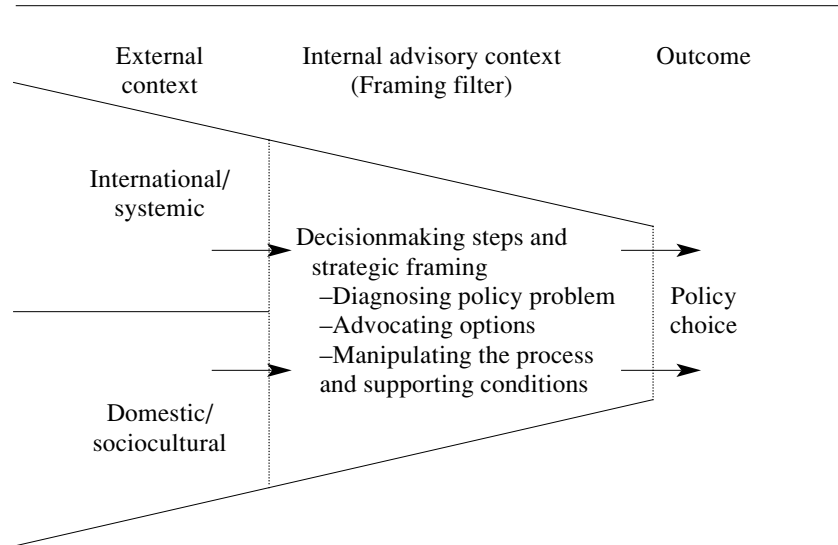 External
context
Internal advisory context
(Framing filter)
Outcome
International/
systemic
Decisionmaking steps and
strategic framing
–Diagnosing policy problem
–Advocating options
–Manipulating the process
and supporting conditions
Policy
choice
Domestic/
sociocultural